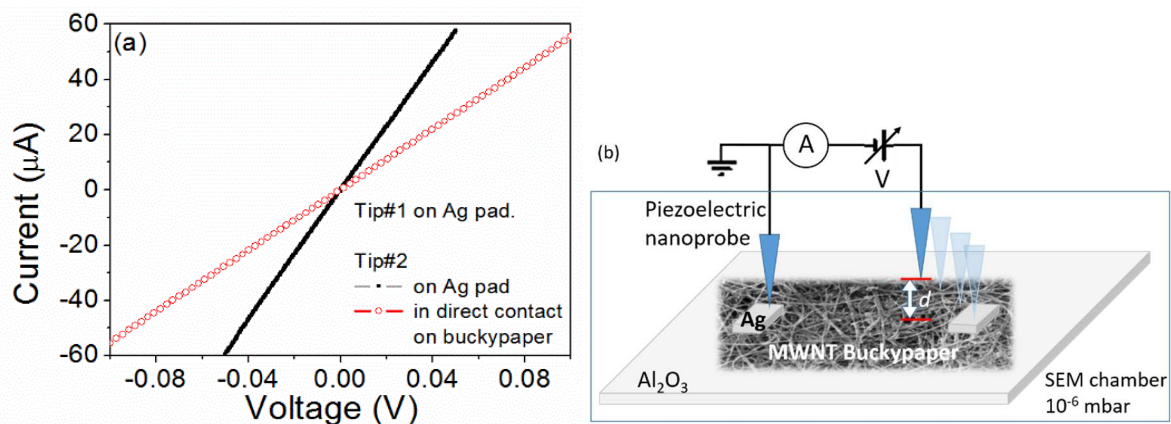 (a)
60
40
20
0
-20
-40
-60
Current (μA)
-0.08 -0.04 0.00 0.04 0.08
Voltage (V)
Tip#1 on Ag pad.
Tip#2
on Ag pad
in direct contact
on buckypaper
(b)
A
V
Piezoelectric
nanoprobe
d
Ag
MWNT Buckypaper
Al₂O₃
SEM chamber
10⁻⁶ mbar